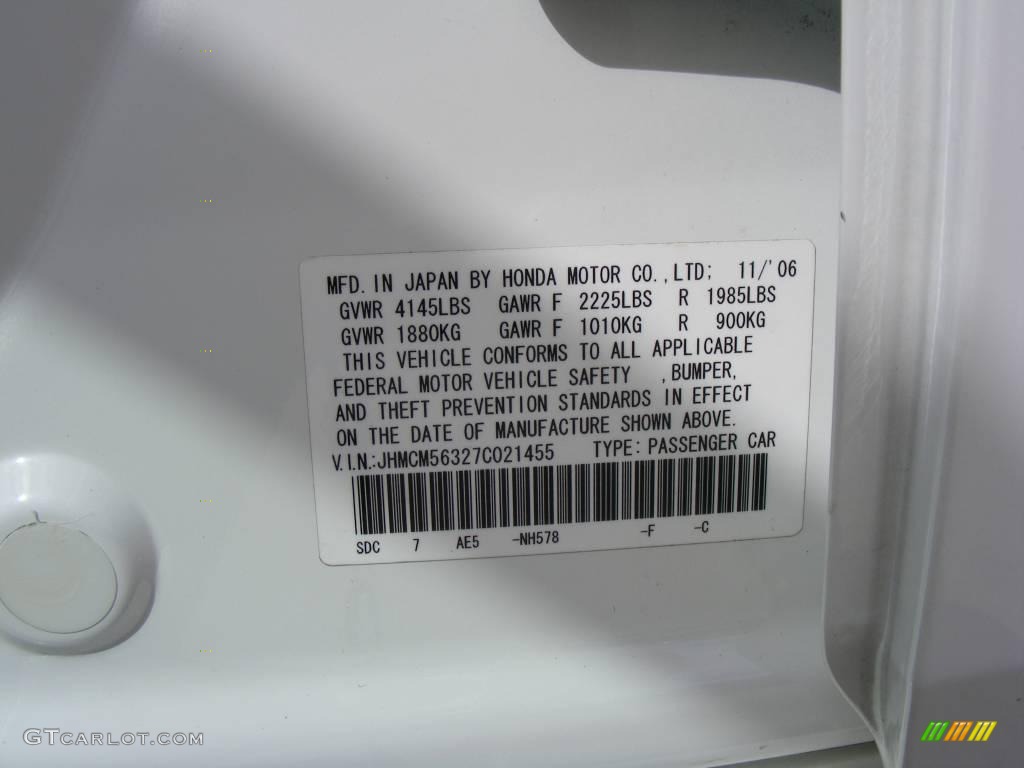 MFD. IN JAPAN BY HONDA MOTOR CO.,LTD; 11/'06
GVWR 4145LBS GAWR F 2225LBS R 1985LBS
GVWR 1880KG GAWR F 1010KG R 900KG
THIS VEHICLE CONFORMS TO ALL APPLICABLE
FEDERAL MOTOR VEHICLE SAFETY ,BUMPER,
AND THEFT PREVENTION STANDARDS IN EFFECT
ON THE DATE OF MANUFACTURE SHOWN ABOVE.
V.I.N.:JHMCM56327C021455 TYPE: PASSENGER CAR
SDC 7 AE5 -NH578 -F -C
GTCARLOT.COM